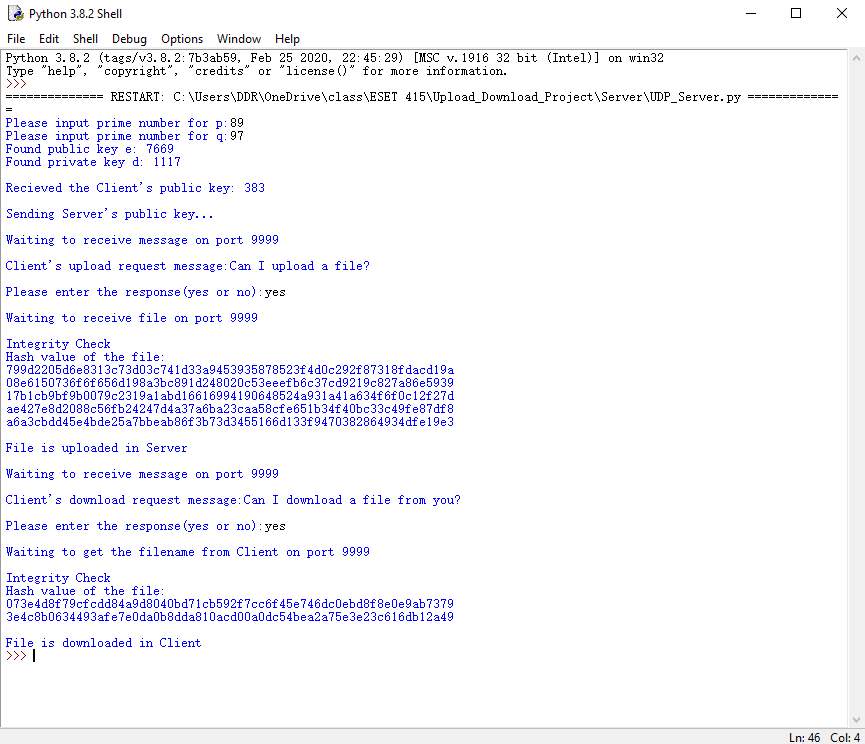 Python 3.8.2 Shell
File Edit Shell Debug Options Window Help
Python 3.8.2 (tags/v3.8.2:7b3ab59, Feb 25 2020, 22:45:29) [MSC v.1916 32 bit (Intel)] on win32
Type "help", "copyright", "credits" or "license()" for more information.
>>>
============== RESTART: C:\Users\DDR\OneDrive\class\ESET 415\Upload_Download_Project\Server\UDP_Server.py =============
=
Please input prime number for p:89
Please input prime number for q:97
Found public key e: 7669
Found private key d: 1117
Recieved the Client's public key: 383
Sending Server's public key...
Waiting to receive message on port 9999
Client's upload request message:Can I upload a file?
Please enter the response(yes or no):yes
Waiting to receive file on port 9999
Integrity Check
Hash value of the file:
799d2205d6e8313c73d03c741d33a9453935878523f4d0c292f87318fdacd19a
08e6150736f6f656d198a3bc891d248020c53eeefb6c37cd9219c827a86e5939
17b1cb9bf9b0079c2319a1abd16616994190648524a931a41a634f6f0c12f27d
ae427e8d2088c56fb24247d4a37a6ba23caa58cfe651b34f40bc33c49fe87df8
a6a3cbdd45e4bde25a7bbeab86f3b73d3455166d133f9470382864934dfe19e3
File is uploaded in Server
Waiting to receive message on port 9999
Client's download request message:Can I download a file from you?
Please enter the response(yes or no):yes
Waiting to get the filename from Client on port 9999
Integrity Check
Hash value of the file:
073e4d8f79cfcdd84a9d8040bd71cb592f7cc6f45e746dc0ebd8f8e0e9ab7379
3e4c8b0634493afe7e0da0b8dda810acd00a0dc54bea2a75e3e23c616db12a49
File is downloaded in Client
>>>
Ln: 46 Col: 4